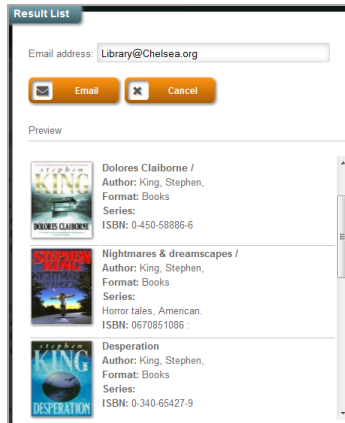 Result List
Email address: Library@Chelsea.org
Email
Cancel
Preview
stephen
KING
DOLORES CLAIBORNE
Dolores Claiborne /
Author: King, Stephen,
Format: Books
Series:
ISBN: 0-450-58886-6
STEPHEN
KING
NIGHTMARES
Nightmares & dreamscapes /
Author: King, Stephen,
Format: Books
Series:
Horror tales, American.
ISBN: 0670851086 :
stephen
KING
DESPERATION
Desperation
Author: King, Stephen,
Format: Books
Series:
ISBN: 0-340-65427-9